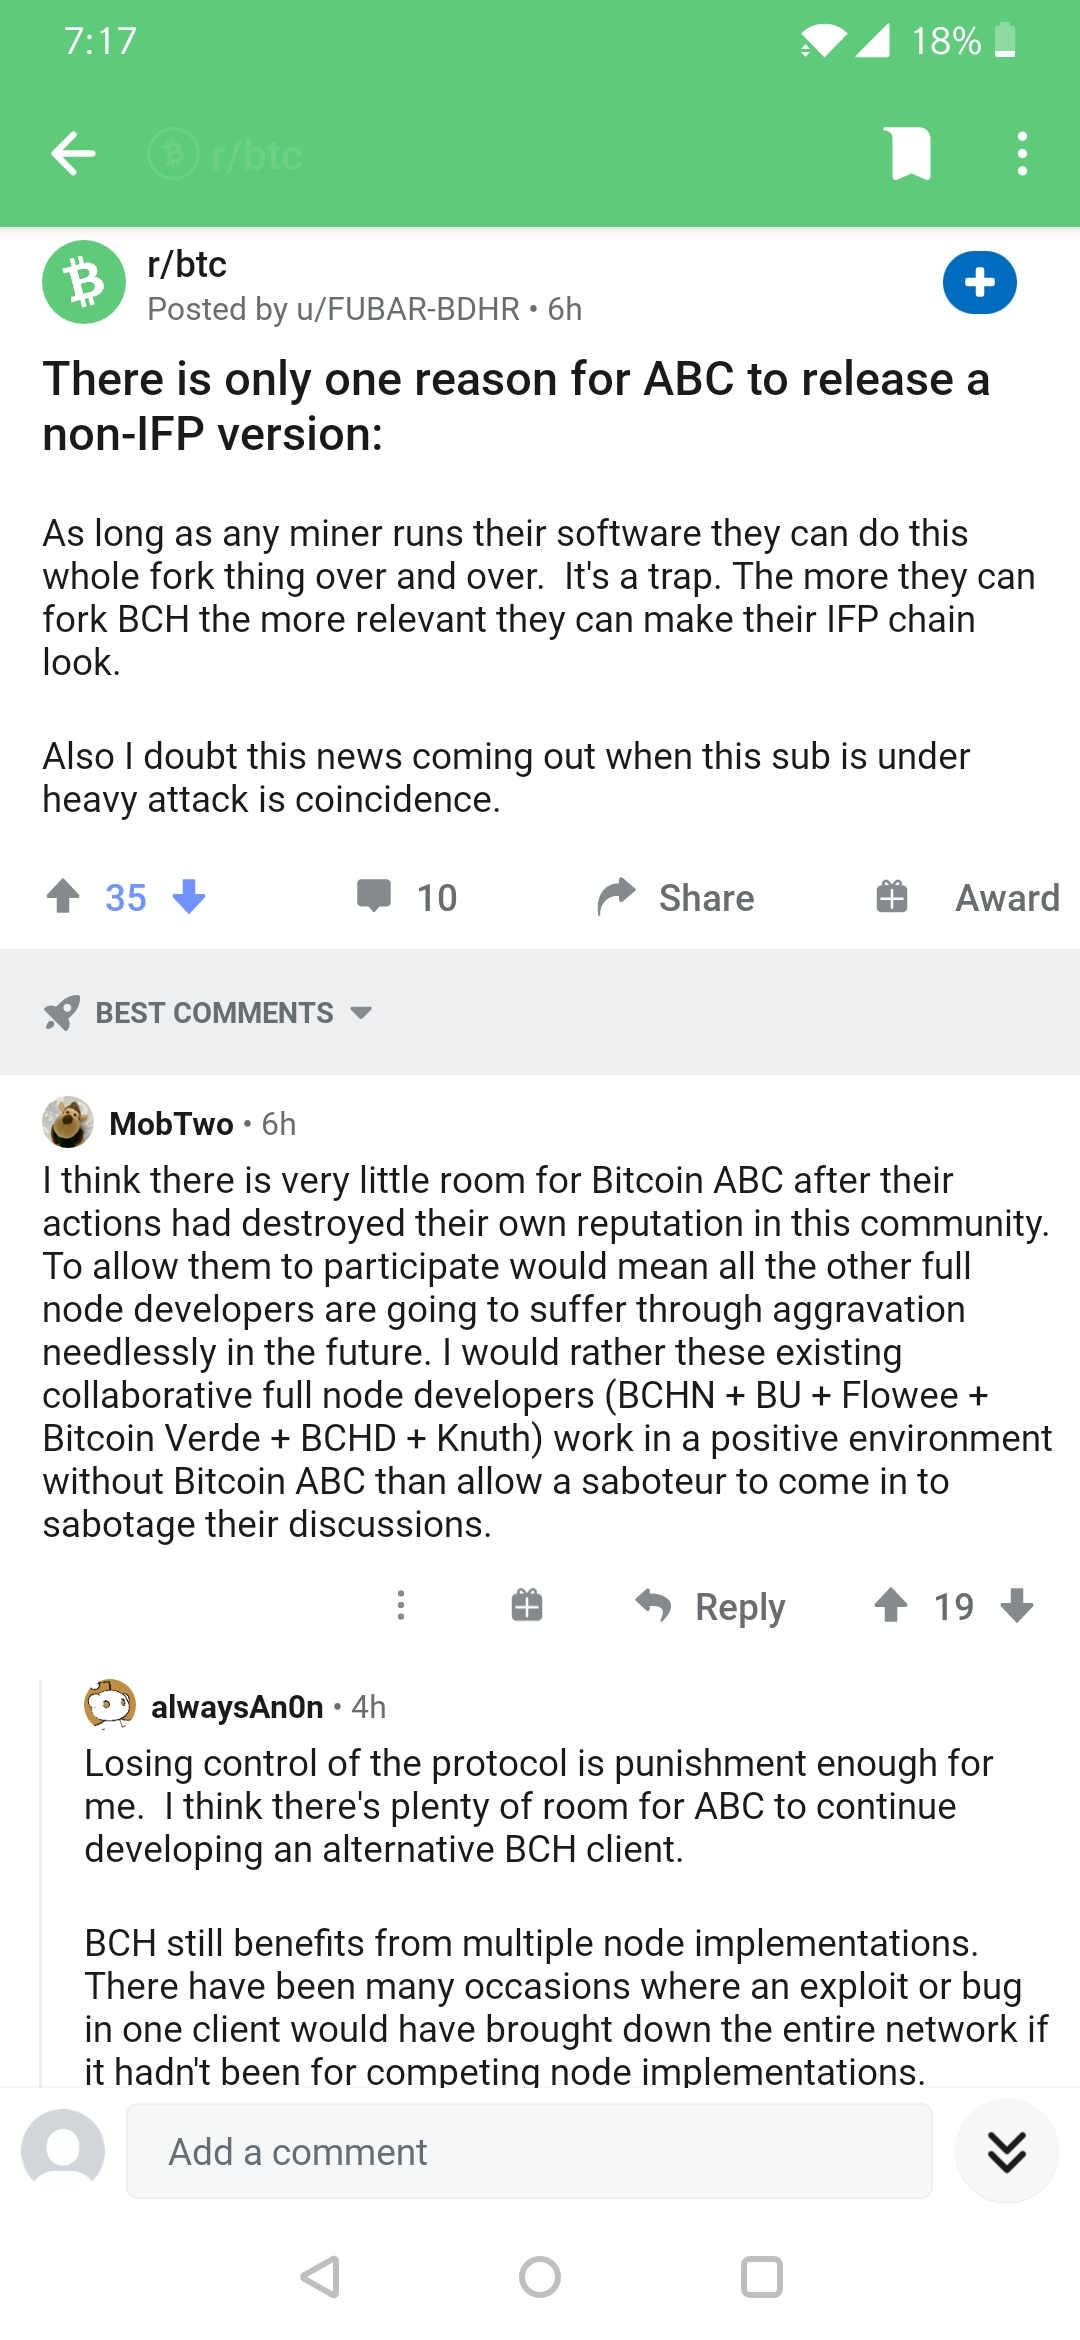 7:17
18%
r/btc
r/btc
Posted by u/FUBAR-BDHR • 6h
There is only one reason for ABC to release a
non-IFP version:
As long as any miner runs their software they can do this
whole fork thing over and over.  It's a trap. The more they can
fork BCH the more relevant they can make their IFP chain
look.
Also I doubt this news coming out when this sub is under
heavy attack is coincidence.
35 10 Share Award
BEST COMMENTS
MobTwo • 6h
I think there is very little room for Bitcoin ABC after their
actions had destroyed their own reputation in this community.
To allow them to participate would mean all the other full
node developers are going to suffer through aggravation
needlessly in the future. I would rather these existing
collaborative full node developers (BCHN + BU + Flowee +
Bitcoin Verde + BCHD + Knuth) work in a positive environment
without Bitcoin ABC than allow a saboteur to come in to
sabotage their discussions.
Reply 19
alwaysAn0n • 4h
Losing control of the protocol is punishment enough for
me.  I think there's plenty of room for ABC to continue
developing an alternative BCH client.
BCH still benefits from multiple node implementations.
There have been many occasions where an exploit or bug
in one client would have brought down the entire network if
it hadn't been for competing node implementations.
Add a comment